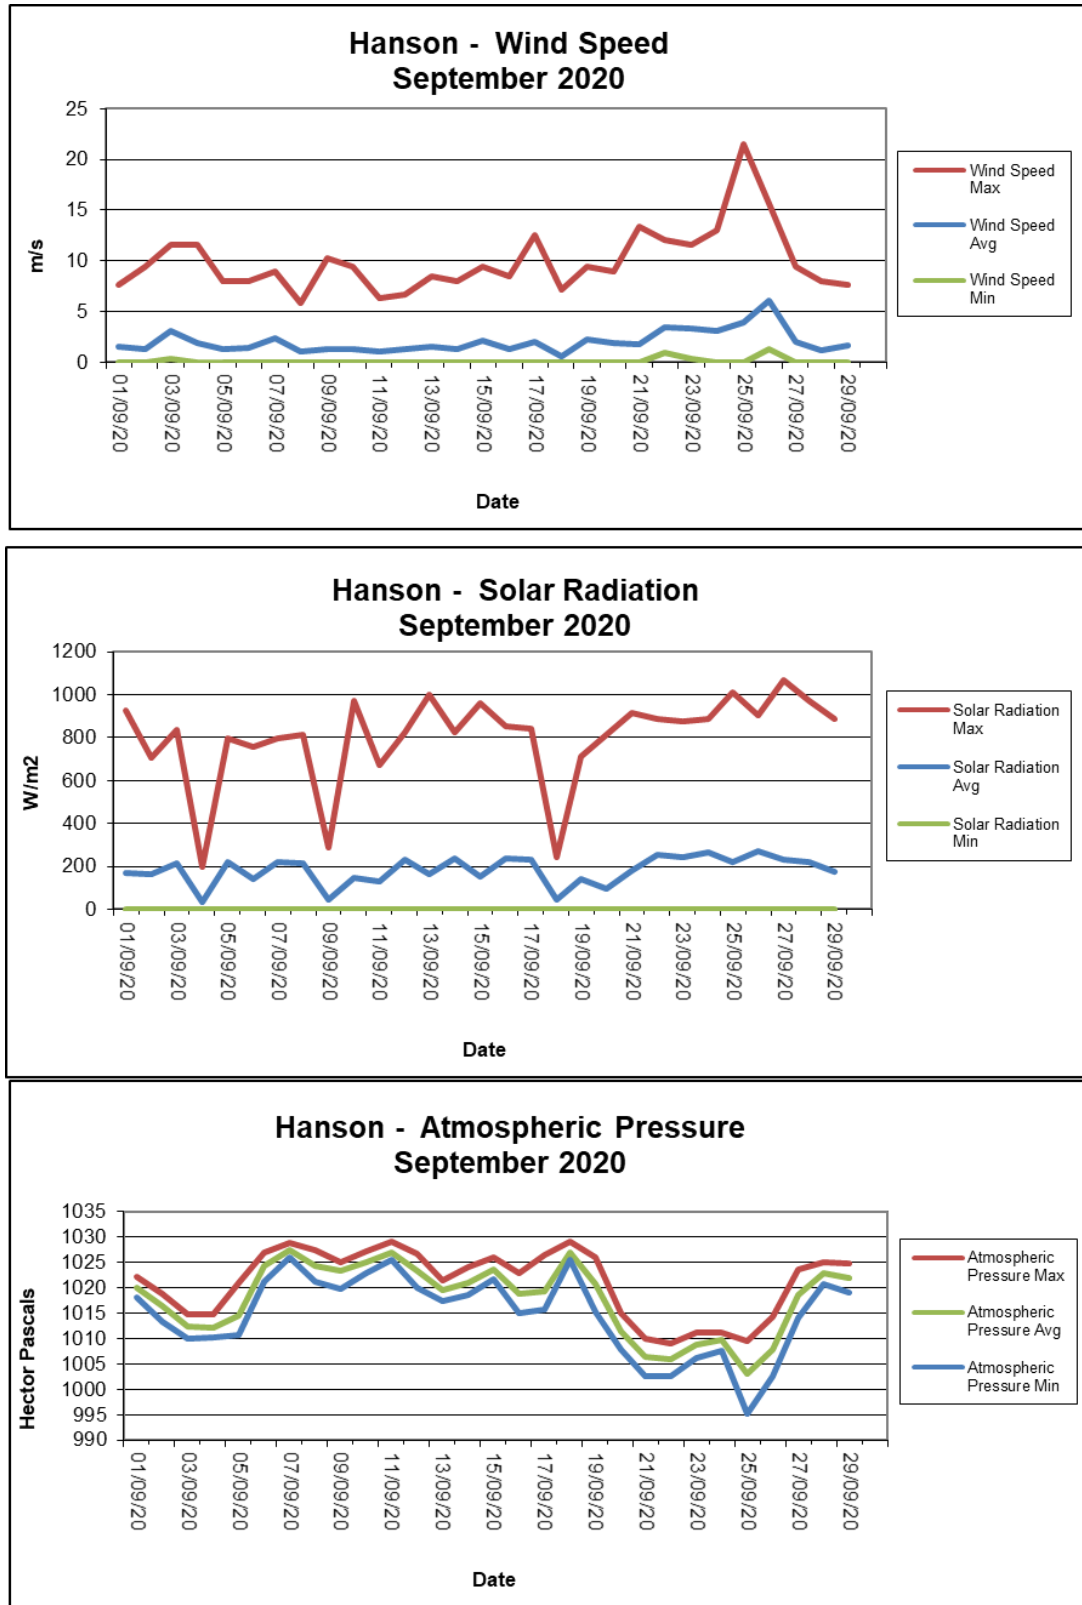 Hanson - Wind Speed
September 2020
25
20
15
10
5
0
m/s
01/09/20
03/09/20
05/09/20
07/09/20
09/09/20
11/09/20
13/09/20
15/09/20
17/09/20
19/09/20
21/09/20
23/09/20
25/09/20
27/09/20
29/09/20
Date
Wind Speed
Max
Wind Speed
Avg
Wind Speed
Min
Hanson - Solar Radiation
September 2020
1200
1000
800
600
400
200
0
W/m2
01/09/20
03/09/20
05/09/20
07/09/20
09/09/20
11/09/20
13/09/20
15/09/20
17/09/20
19/09/20
21/09/20
23/09/20
25/09/20
27/09/20
29/09/20
Date
Solar Radiation
Max
Solar Radiation
Avg
Solar Radiation
Min
Hanson - Atmospheric Pressure
September 2020
1035
1030
1025
1020
1015
1010
1005
1000
995
990
Hector Pascals
01/09/20
03/09/20
05/09/20
07/09/20
09/09/20
11/09/20
13/09/20
15/09/20
17/09/20
19/09/20
21/09/20
23/09/20
25/09/20
27/09/20
29/09/20
Date
Atmospheric
Pressure Max
Atmospheric
Pressure Avg
Atmospheric
Pressure Min